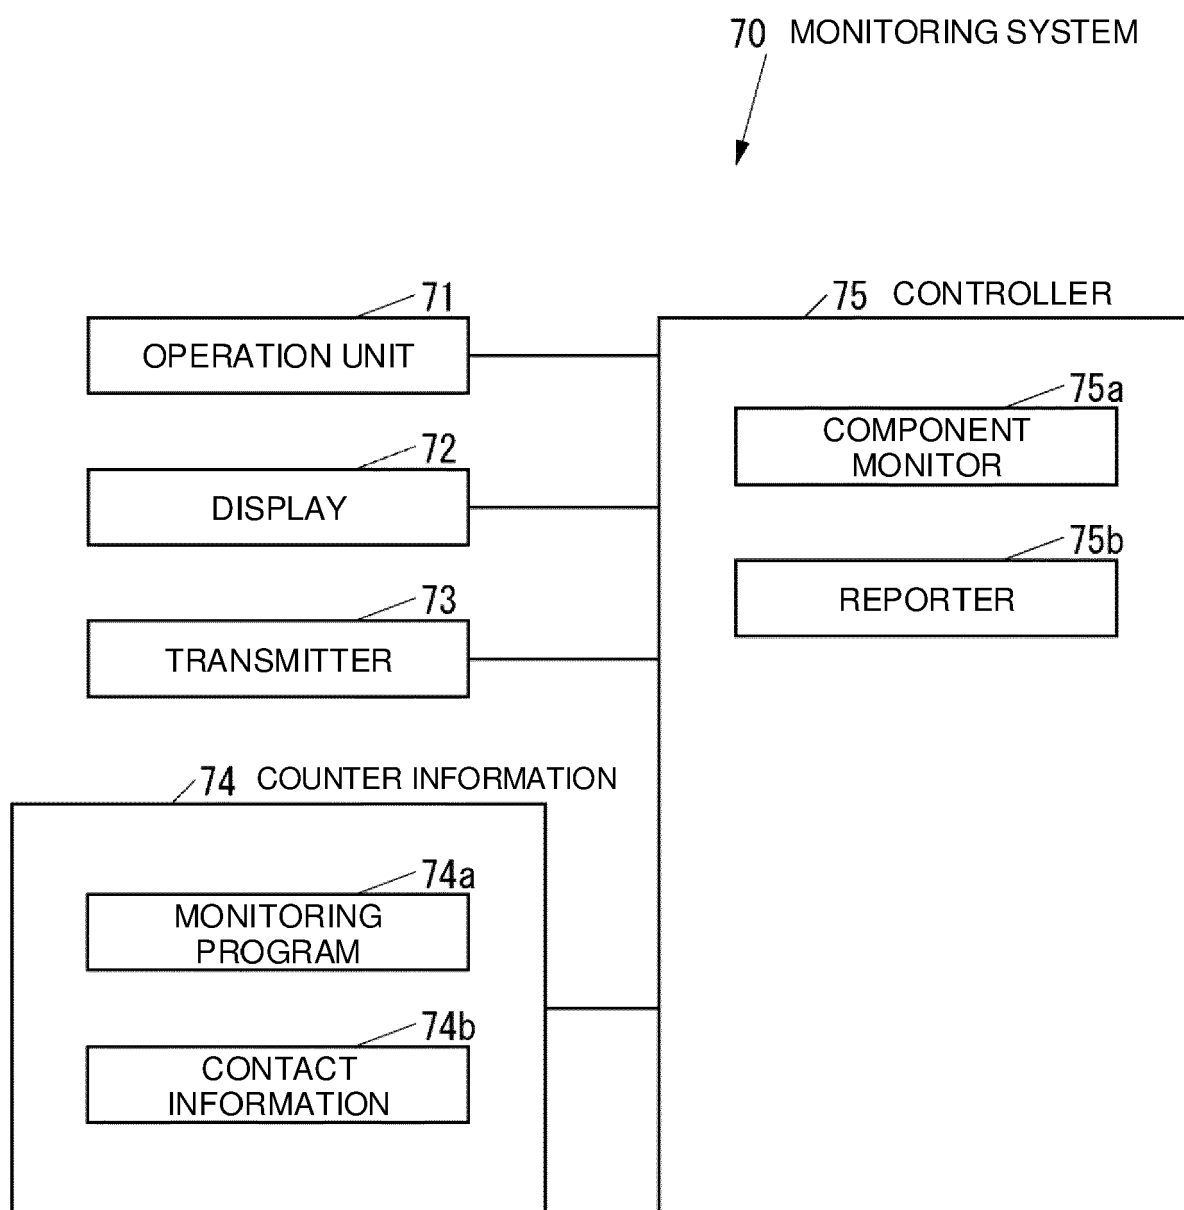 70 MONITORING SYSTEM
71
OPERATION UNIT
72
DISPLAY
73
TRANSMITTER
74 COUNTER INFORMATION
74a
MONITORING
PROGRAM
74b
CONTACT
INFORMATION
75 CONTROLLER
75a
COMPONENT
MONITOR
75b
REPORTER